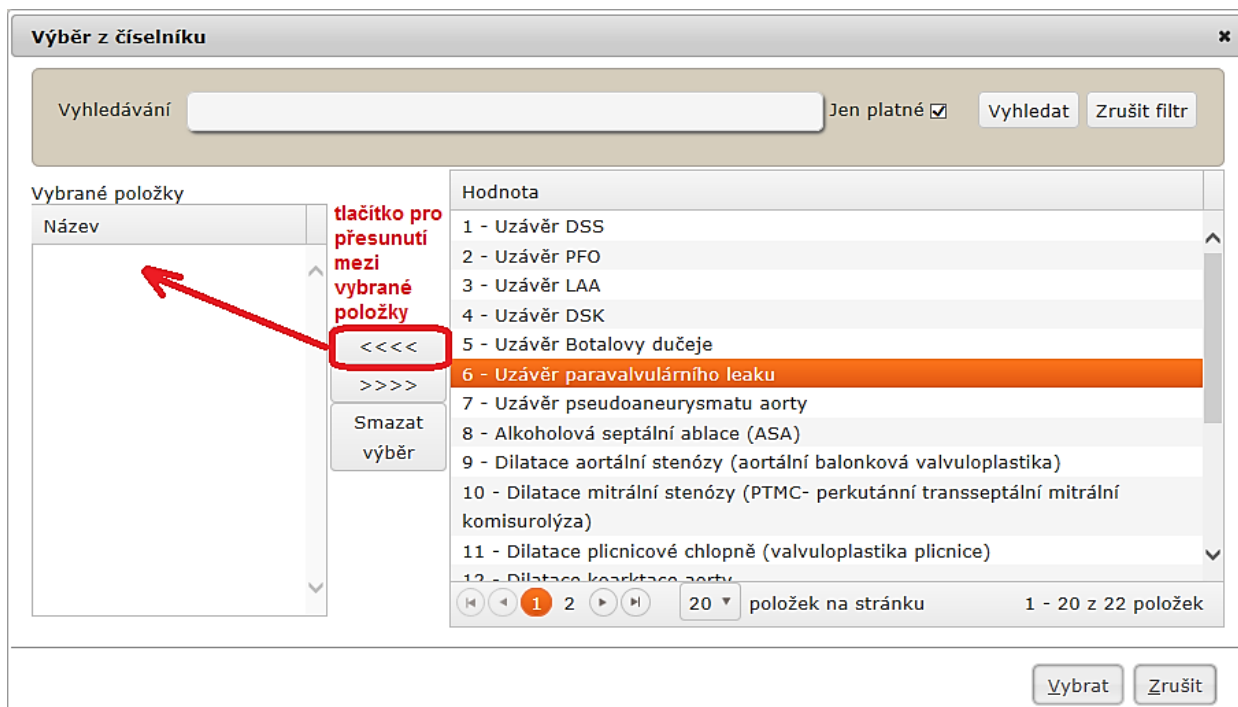 Výběr z číselníku
Vyhledávání
Jen platné
Vyhledat
Zrušit filtr
Vybrané položky
Název
tlačítko pro
přesunutí
mezi
vybrané
položky
<<<<
>>>>
Smazat
výběr
Hodnota
1 - Uzávěr DSS
2 - Uzávěr PFO
3 - Uzávěr LAA
4 - Uzávěr DSK
5 - Uzávěr Botalovy dučeje
6 - Uzávěr paravalvulárního leaku
7 - Uzávěr pseudoaneurysmatu aorty
8 - Alkoholová septální ablace (ASA)
9 - Dilatace aortální stenózy (aortální balonková valvuloplastika)
10 - Dilatace mitrální stenózy (PTMC- perkutánní transseptální mitrální
komisurolýza)
11 - Dilatace plicnicové chlopně (valvuloplastika plicnice)
12 - Dilatace koarktace aorty
1 2 20 položek na stránku 1 - 20 z 22 položek
Vybrat
Zrušit